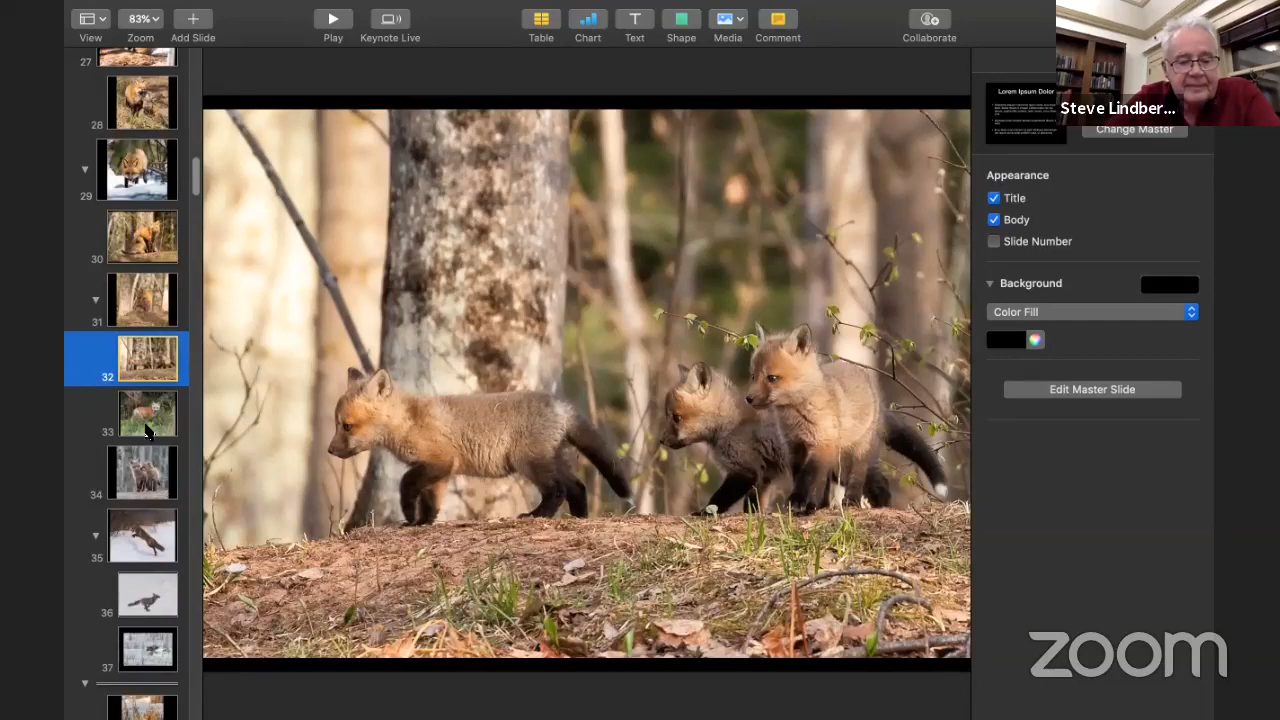 View
83%
Zoom
Add Slide
Play
Keynote Live
Table
Chart
Text
Shape
Media
Comment
Collaborate
Steve Lindber...
Lorem Ipsum Dolor
Change Master
Appearance
Title
Body
Slide Number
Background
Color Fill
Edit Master Slide
27
28
29
30
31
32
33
34
35
36
37
zoom